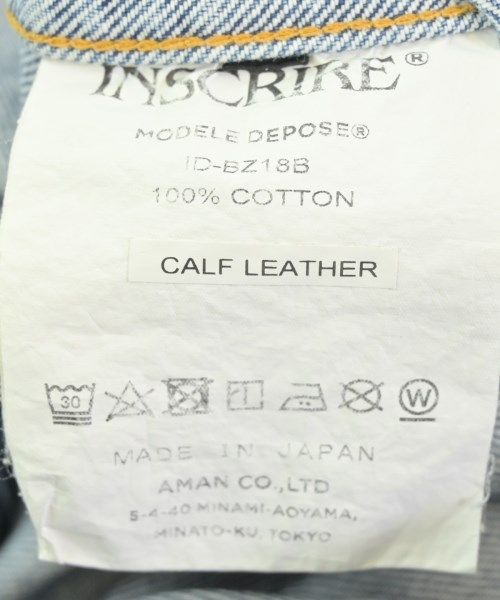 INSCRIRE®
MODELE DEPOSE®
ID-BZ18B
100% COTTON
CALF LEATHER
30
W
MADE IN JAPAN
AMAN CO.,LTD
5-4-40 MINAMI-AOYAMA,
MINATO-KU, TOKYO